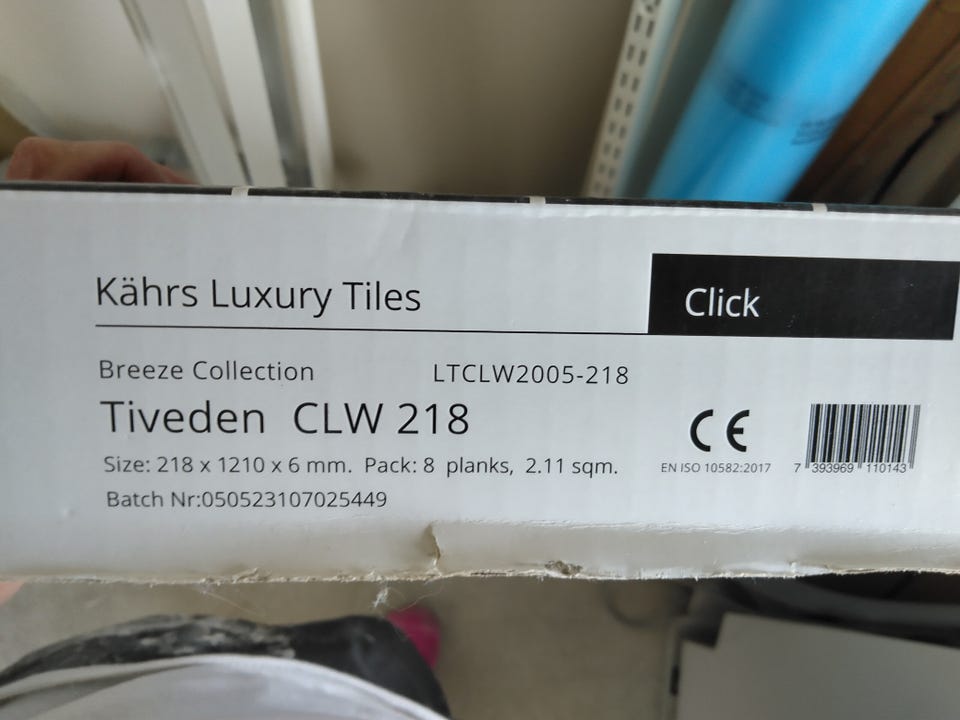 Kährs Luxury Tiles
Click
Breeze Collection LTCLW2005-218
Tiveden CLW 218
Size: 218 x 1210 x 6 mm. Pack: 8 planks, 2.11 sqm.
Batch Nr:050523107025449
CE
EN ISO 10582:2017
7 393969 110143